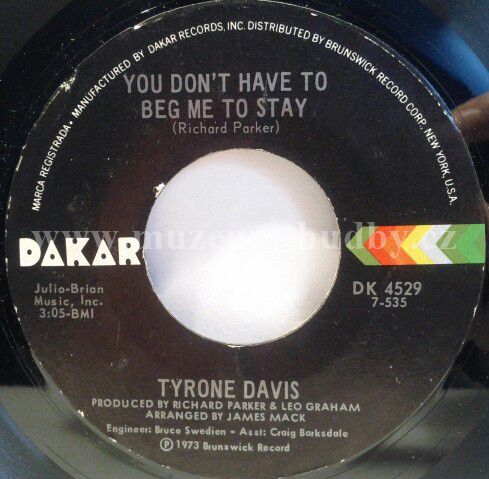 MARCA REGISTRADA • MANUFACTURED BY DAKAR RECORDS, INC. DISTRIBUTED BY BRUNSWICK RECORD CORP. NEW YORK, U.S.A.
YOU DON'T HAVE TO
BEG ME TO STAY
(Richard Parker)
www.muzemprohudby.cz
DAKAR
Julio-Brian
Music, Inc.
3:05-BMI
DK 4529
7-535
TYRONE DAVIS
PRODUCED BY RICHARD PARKER & LEO GRAHAM
ARRANGED BY JAMES MACK
Engineer: Bruce Swedien - Asst: Craig Barksdale
Ⓟ 1973 Brunswick Record